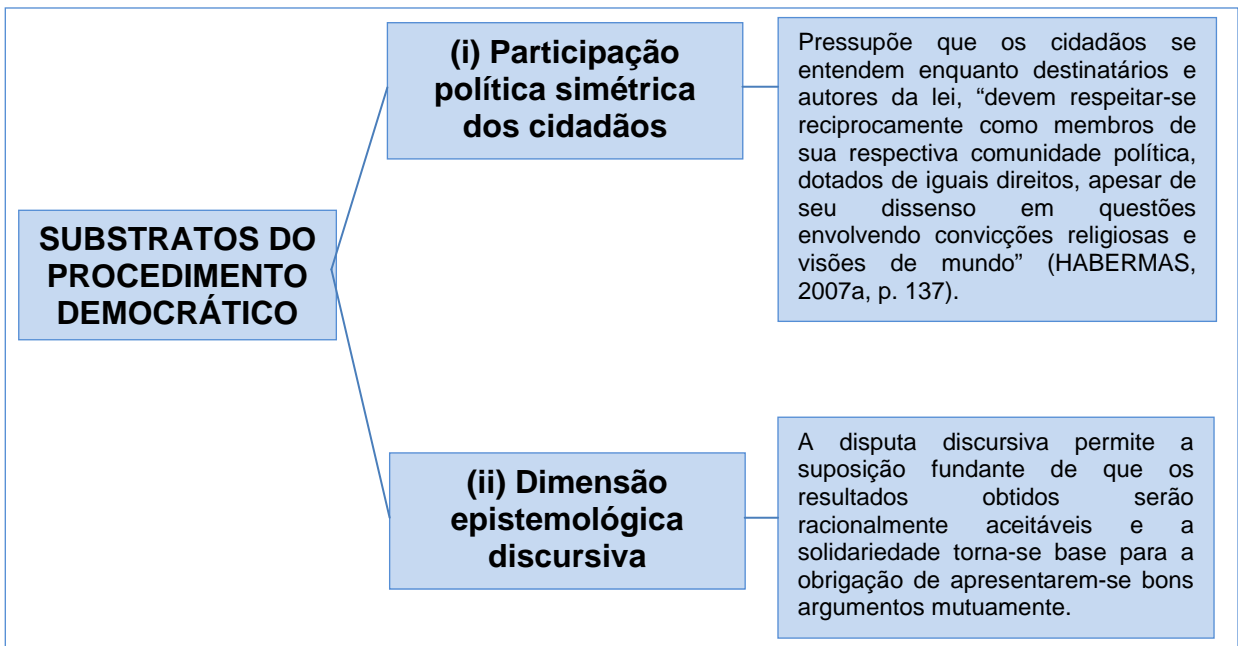 SUBSTRATOS DO
PROCEDIMENTO
DEMOCRÁTICO
(i) Participação
política simétrica
dos cidadãos
Pressupõe que os cidadãos se
entendem enquanto destinatários e
autores da lei, “devem respeitar-se
reciprocamente como membros de
sua respectiva comunidade política,
dotados de iguais direitos, apesar de
seu dissenso em questões
envolvendo convicções religiosas e
visões de mundo” (HABERMAS,
2007a, p. 137).
(ii) Dimensão
epistemológica
discursiva
A disputa discursiva permite a
suposição fundante de que os
resultados obtidos serão
racionalmente aceitáveis e a
solidariedade torna-se base para a
obrigação de apresentarem-se bons
argumentos mutuamente.